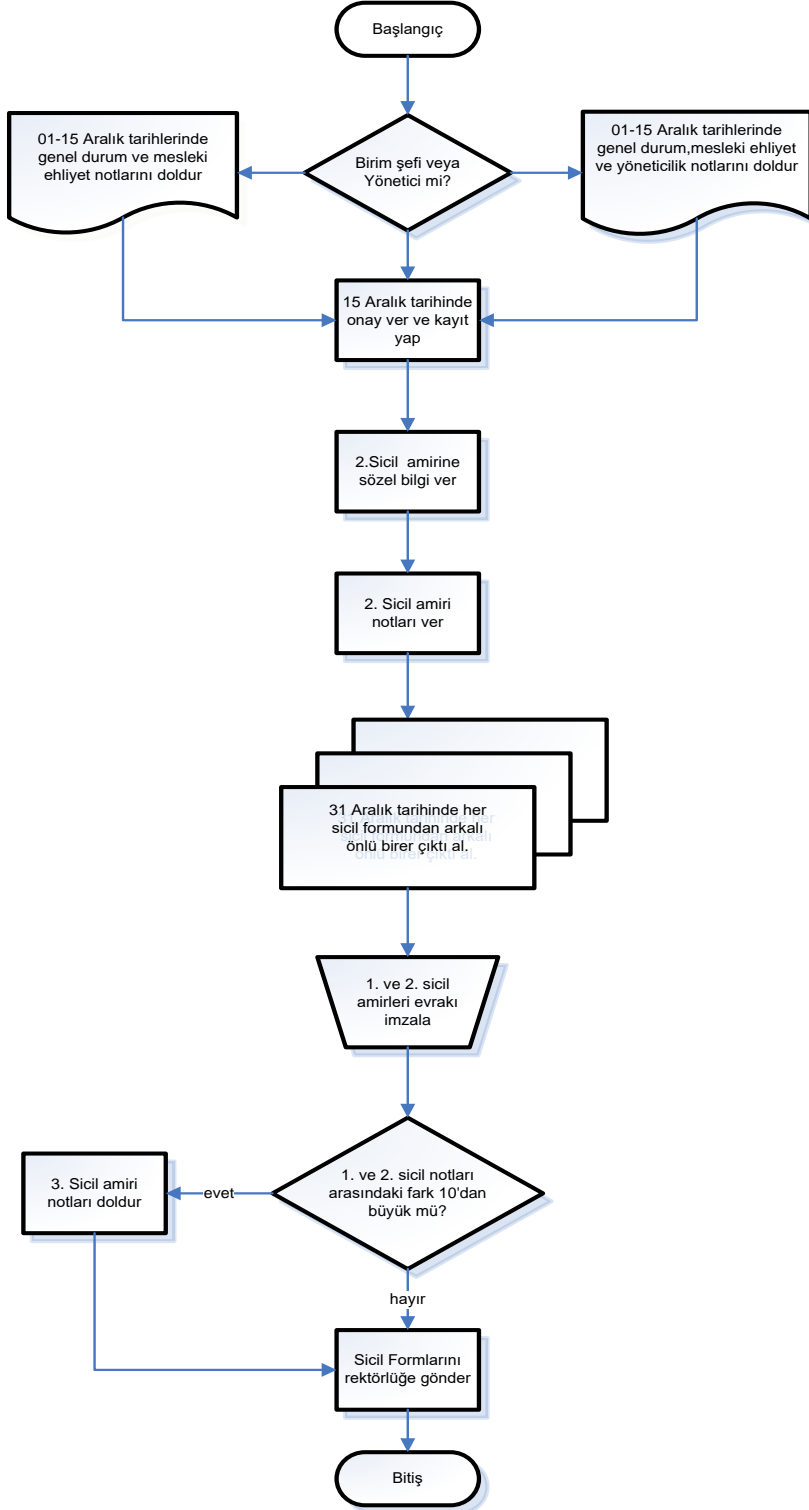 Başlangıç
01-15 Aralık tarihlerinde
genel durum ve mesleki
ehliyet notlarını doldur
Birim şefi veya
Yönetici mi?
01-15 Aralık tarihlerinde
genel durum,mesleki ehliyet
ve yöneticilik notlarını doldur
15 Aralık tarihinde
onay ver ve kayıt
yap
2.Sicil amirine
sözel bilgi ver
2. Sicil amiri
notları ver
31 Aralık tarihinde her
sicil formundan arkalı
önlü birer çıktı al.
1. ve 2. sicil
amirleri evrakı
imzala
1. ve 2. sicil notları
arasındaki fark 10'dan
büyük mü?
evet
3. Sicil amiri
notları doldur
hayır
Sicil Formlarını
rektörlüğe gönder
Bitiş